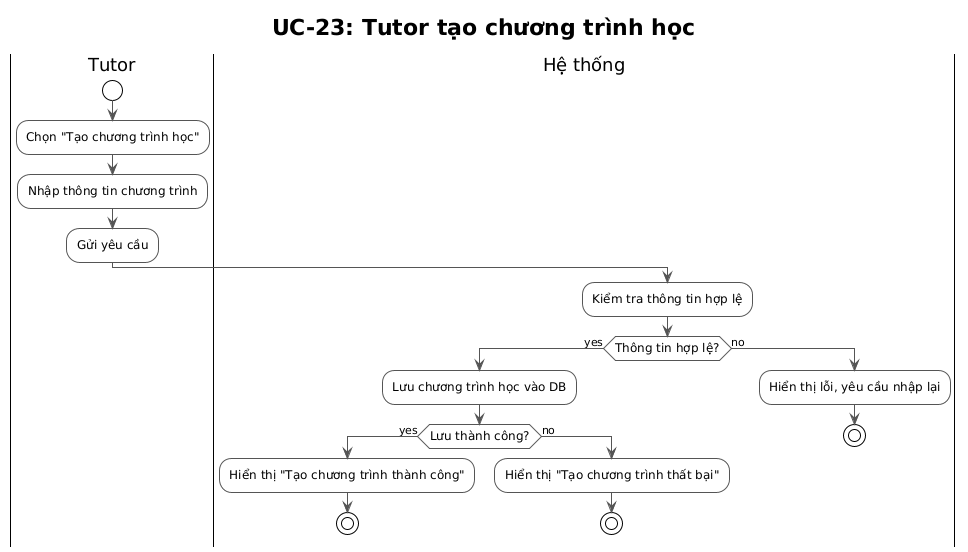 UC-23: Tutor tạo chương trình học
Tutor
Hệ thống
Chọn "Tạo chương trình học"
Nhập thông tin chương trình
Gửi yêu cầu
Kiểm tra thông tin hợp lệ
yes
Thông tin hợp lệ?
no
Lưu chương trình học vào DB
Hiển thị lỗi, yêu cầu nhập lại
yes
Lưu thành công?
no
Hiển thị "Tạo chương trình thành công"
Hiển thị "Tạo chương trình thất bại"